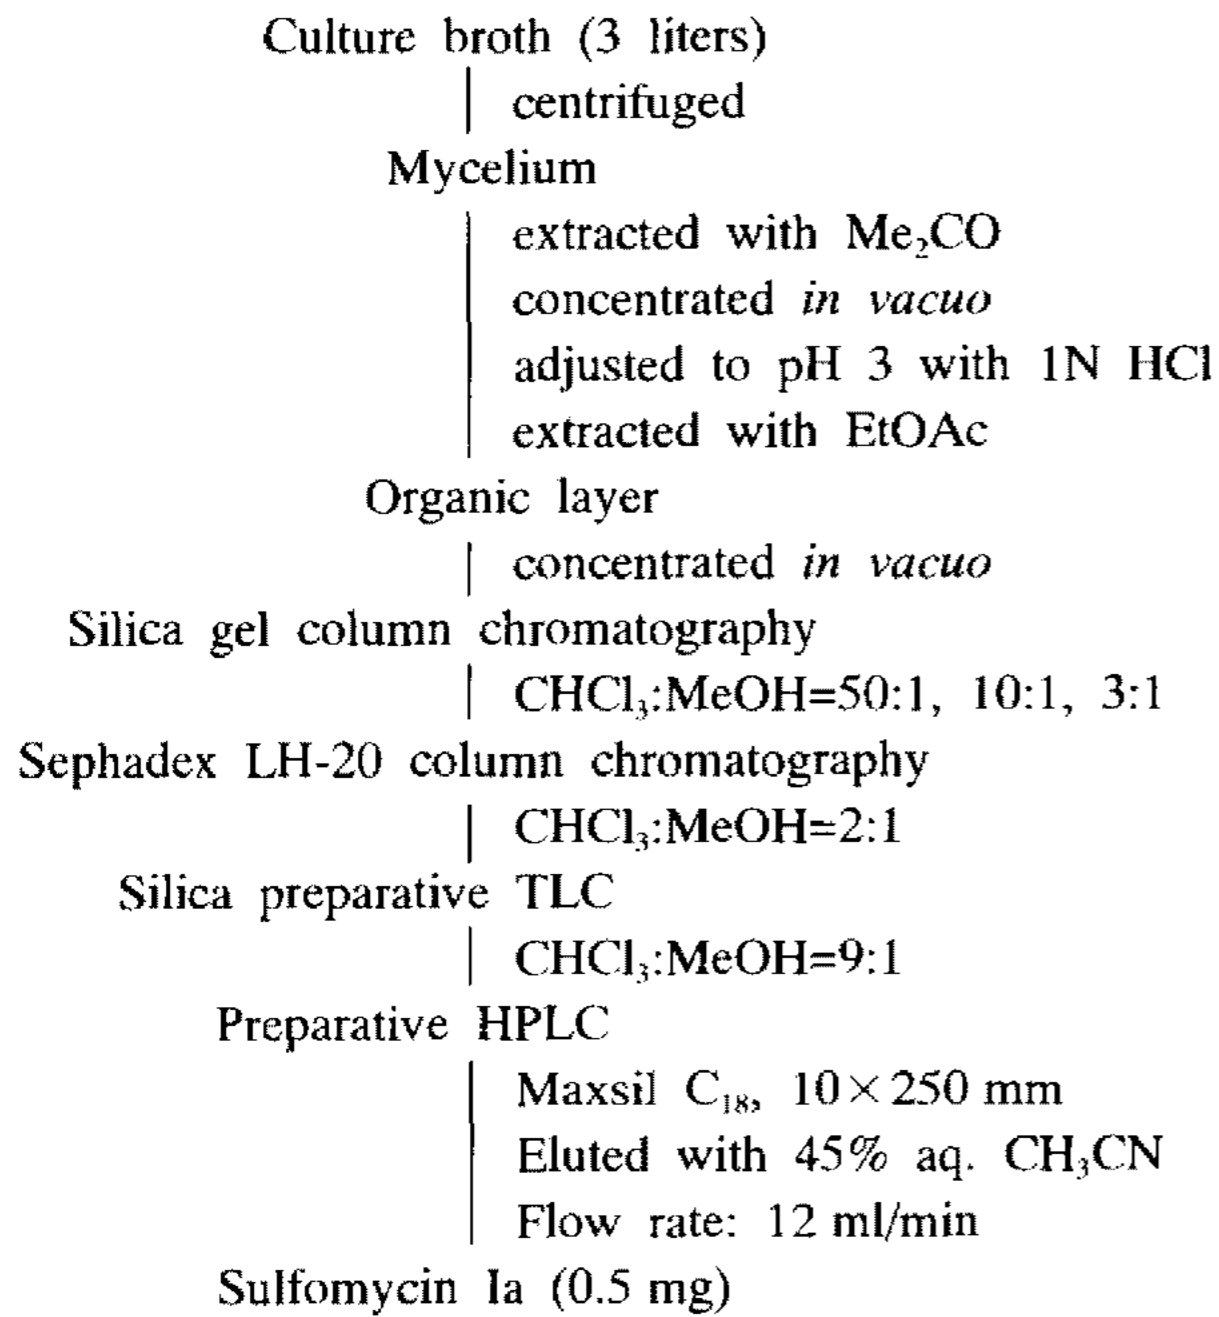 Culture broth (3 liters)
centrifuged
Mycelium
extracted with Me₂CO
concentrated in vacuo
adjusted to pH 3 with 1N HCl
extracted with EtOAc
Organic layer
concentrated in vacuo
Silica gel column chromatography
CHCl₃:MeOH=50:1, 10:1, 3:1
Sephadex LH-20 column chromatography
CHCl₃:MeOH=2:1
Silica preparative TLC
CHCl₃:MeOH=9:1
Preparative HPLC
Maxsil C₁₈, 10×250 mm
Eluted with 45% aq. CH₃CN
Flow rate: 12 ml/min
Sulfomycin Ia (0.5 mg)